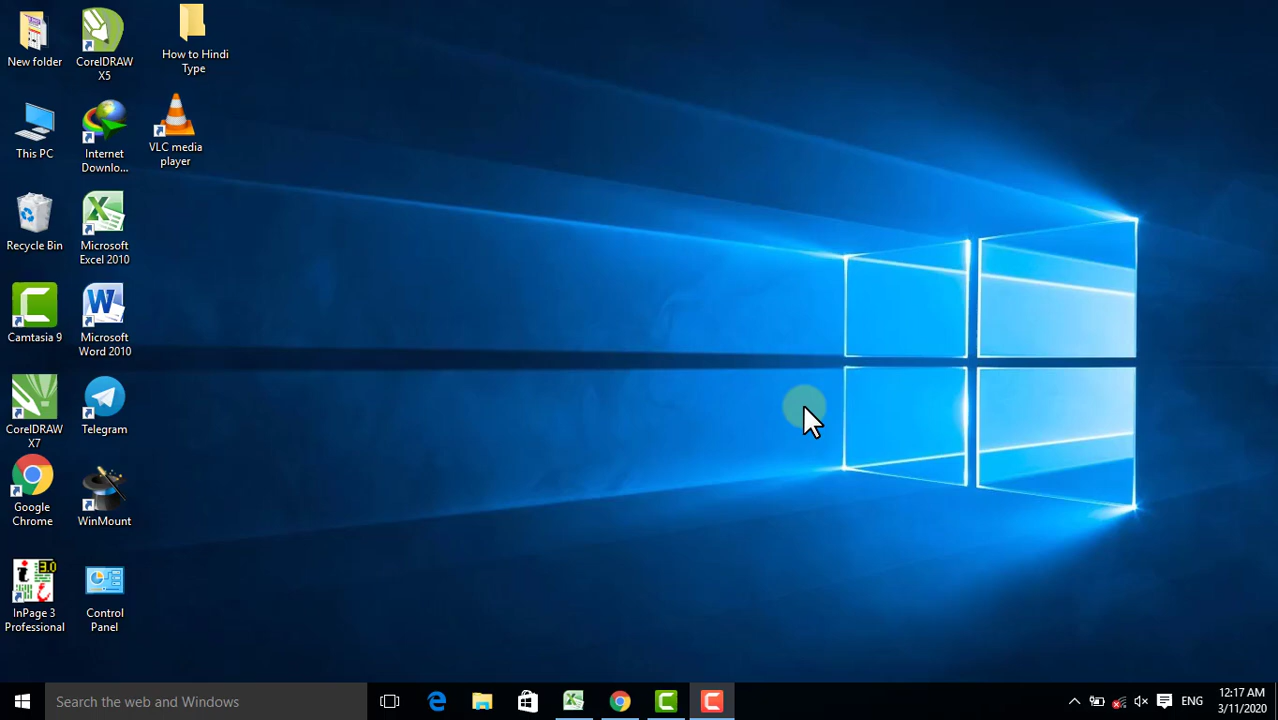 New folder
CorelDRAW
X5
How to Hindi
Type
This PC
Internet
Downlo...
VLC media
player
Recycle Bin
Microsoft
Excel 2010
Camtasia 9
Microsoft
Word 2010
CorelDRAW
X7
Telegram
Google
Chrome
WinMount
3.0
InPage 3
Professional
Control
Panel
Search the web and Windows
ENG
12:17 AM
3/11/2020